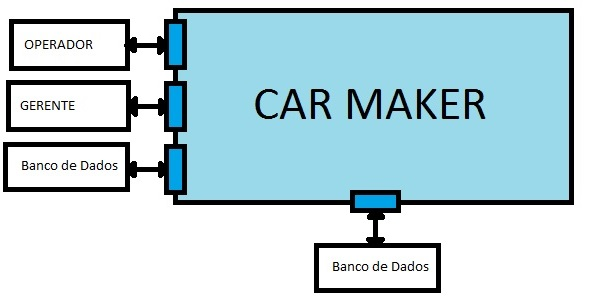 OPERADOR
CAR MAKER
GERENTE
Banco de Dados
Banco de Dados